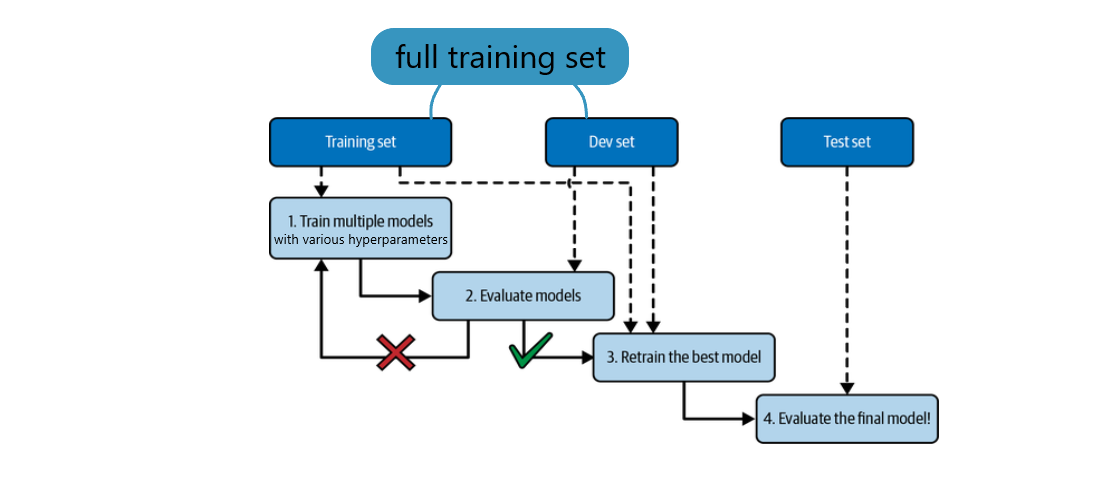 full training set
Training set
Dev set
Test set
1. Train multiple models
with various hyperparameters
2. Evaluate models
3. Retrain the best model
4. Evaluate the final model!